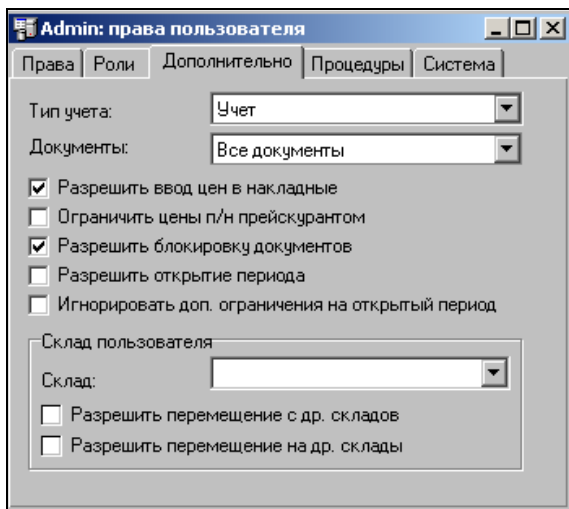 Admin: права пользователя
Права Роли Дополнительно Процедуры Система
Тип учета: Учет
Документы: Все документы
Разрешить ввод цен в накладные
Ограничить цены п/н прейскурантом
Разрешить блокировку документов
Разрешить открытие периода
Игнорировать доп. ограничения на открытый период
Склад пользователя
Склад:
Разрешить перемещение с др. складов
Разрешить перемещение на др. склады